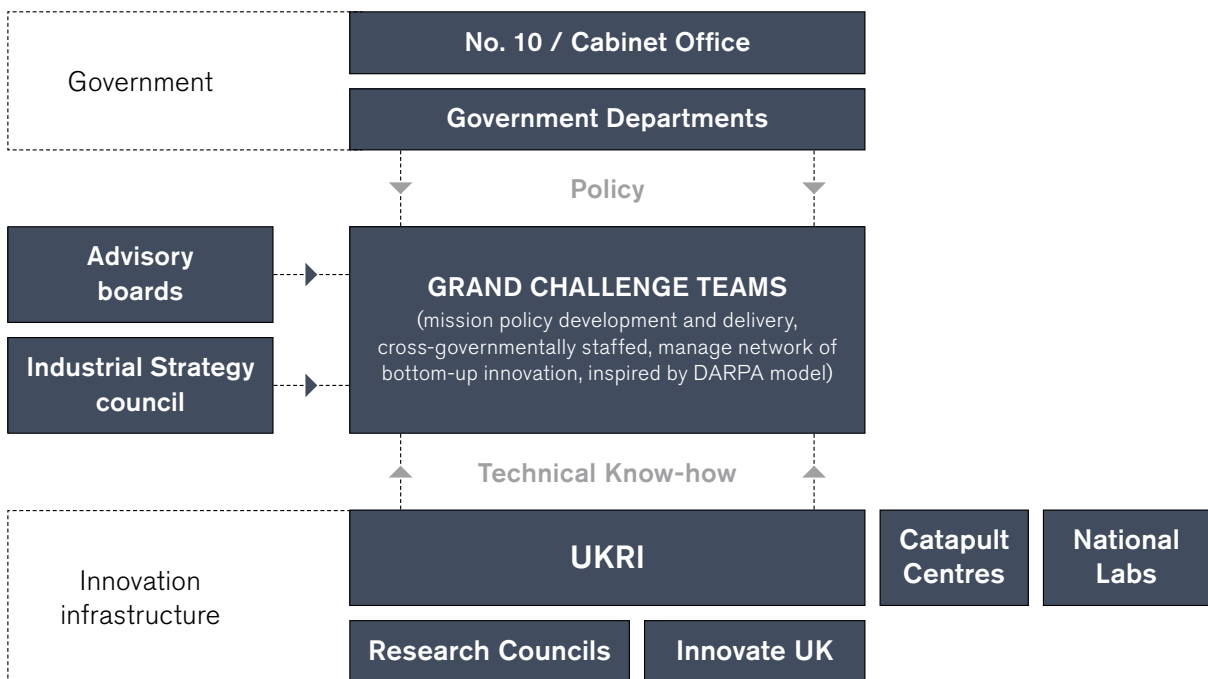 No. 10 / Cabinet Office
Government
Government Departments
Policy
Advisory
boards
GRAND CHALLENGE TEAMS
(mission policy development and delivery,
cross-governmentally staffed, manage network of
bottom-up innovation, inspired by DARPA model)
Industrial Strategy
council
Technical Know-how
UKRI
Catapult
Centres
National
Labs
Innovation
infrastructure
Research Councils
Innovate UK